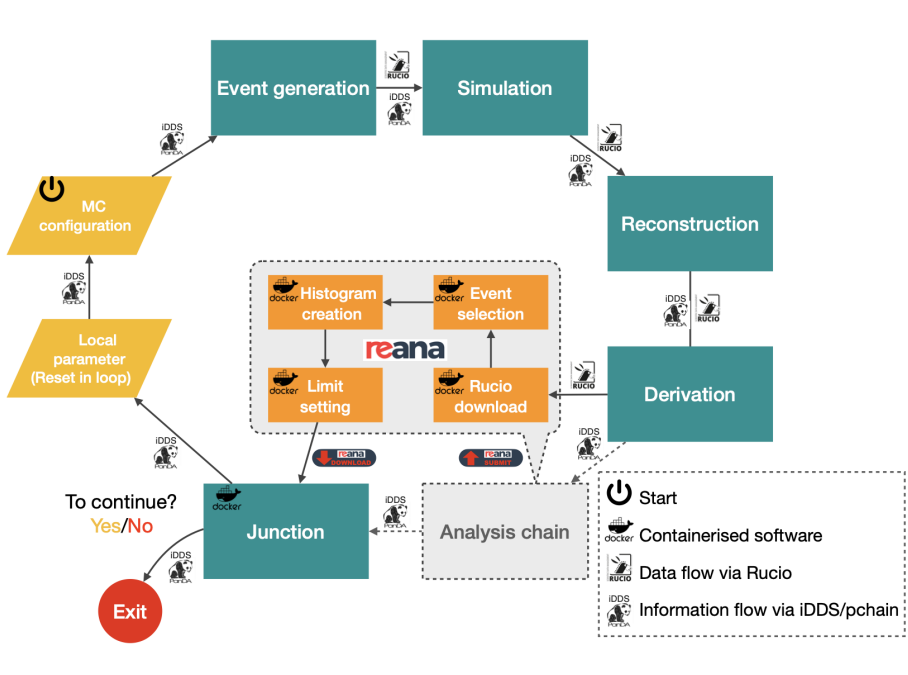 Event generation
RUCIO
iDDS
PanDA
Simulation
iDDS
PanDA
RUCIO
iDDS
PanDA
MC
configuration
Reconstruction
iDDS
PanDA
iDDS
PanDA
RUCIO
docker
Histogram
creation
docker
Event
selection
reana
Local
parameter
(Reset in loop)
docker
Limit
setting
docker
Rucio
download
RUCIO
Derivation
iDDS
PanDA
iDDS
PanDA
reana
DOWNLOAD
reana
SUBMIT
To continue?
Yes/No
docker
Junction
iDDS
PanDA
Analysis chain
iDDS
PanDA
Exit
Start
docker
Containerised software
RUCIO
Data flow via Rucio
iDDS
PanDA
Information flow via iDDS/pchain